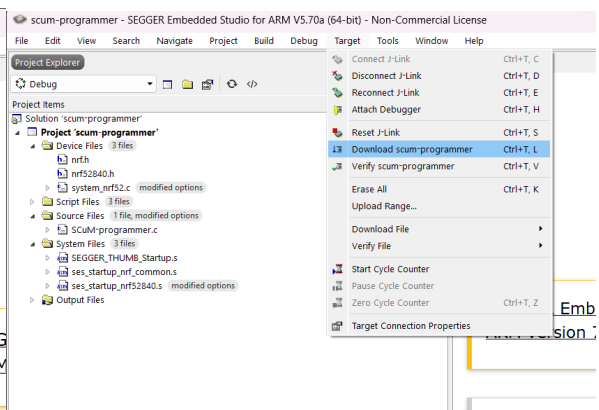 scum-programmer - SEGGER Embedded Studio for ARM V5.70a (64-bit) - Non-Commercial License
File Edit View Search Navigate Project Build Debug Target Tools Window Help
Project Explorer
Debug
Project Items
Solution 'scum-programmer'
Project 'scum-programmer'
Device Files 3 files
nrf.h
nrf52840.h
system_nrf52.c modified options
Script Files 3 files
Source Files 1 file, modified options
SCuM-programmer.c
System Files 3 files
SEGGER_THUMB_Startup.s
ses_startup_nrf_common.s
ses_startup_nrf52840.s modified options
Output Files
Connect J-Link Ctrl+T, C
Disconnect J-Link Ctrl+T, D
Reconnect J-Link Ctrl+T, E
Attach Debugger Ctrl+T, H
Reset J-Link Ctrl+T, S
Download scum-programmer Ctrl+T, L
Verify scum-programmer Ctrl+T, V
Erase All Ctrl+T, K
Upload Range...
Download File
Verify File
Start Cycle Counter
Pause Cycle Counter
Zero Cycle Counter Ctrl+T, Z
Target Connection Properties
Emb
ARM Version 7